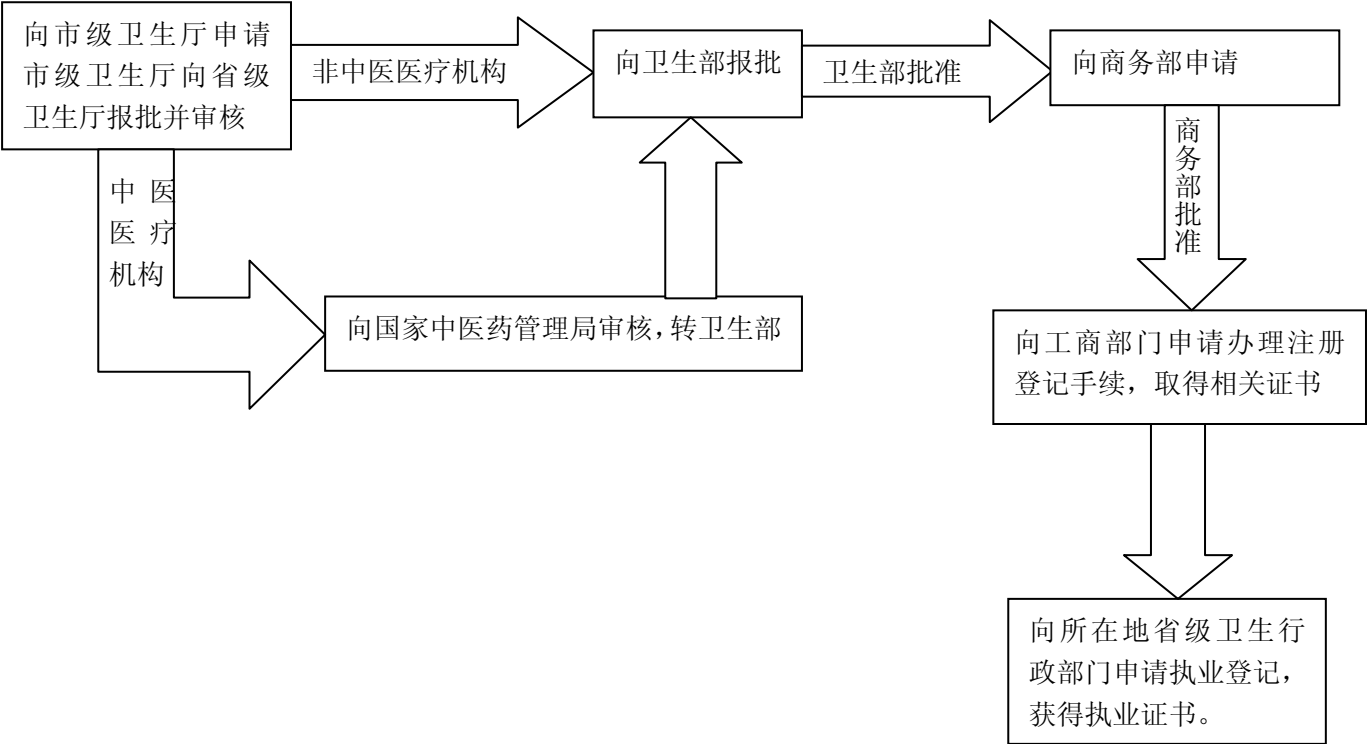 向市级卫生厅申请
市级卫生厅向省级
卫生厅报批并审核
非中医医疗机构
向卫生部报批
卫生部批准
向商务部申请
商务部批准
中医
医疗
机构
向国家中医药管理局审核，转卫生部
向工商部门申请办理注册
登记手续，取得相关证书
向所在地省级卫生行
政部门申请执业登记，
获得执业证书。